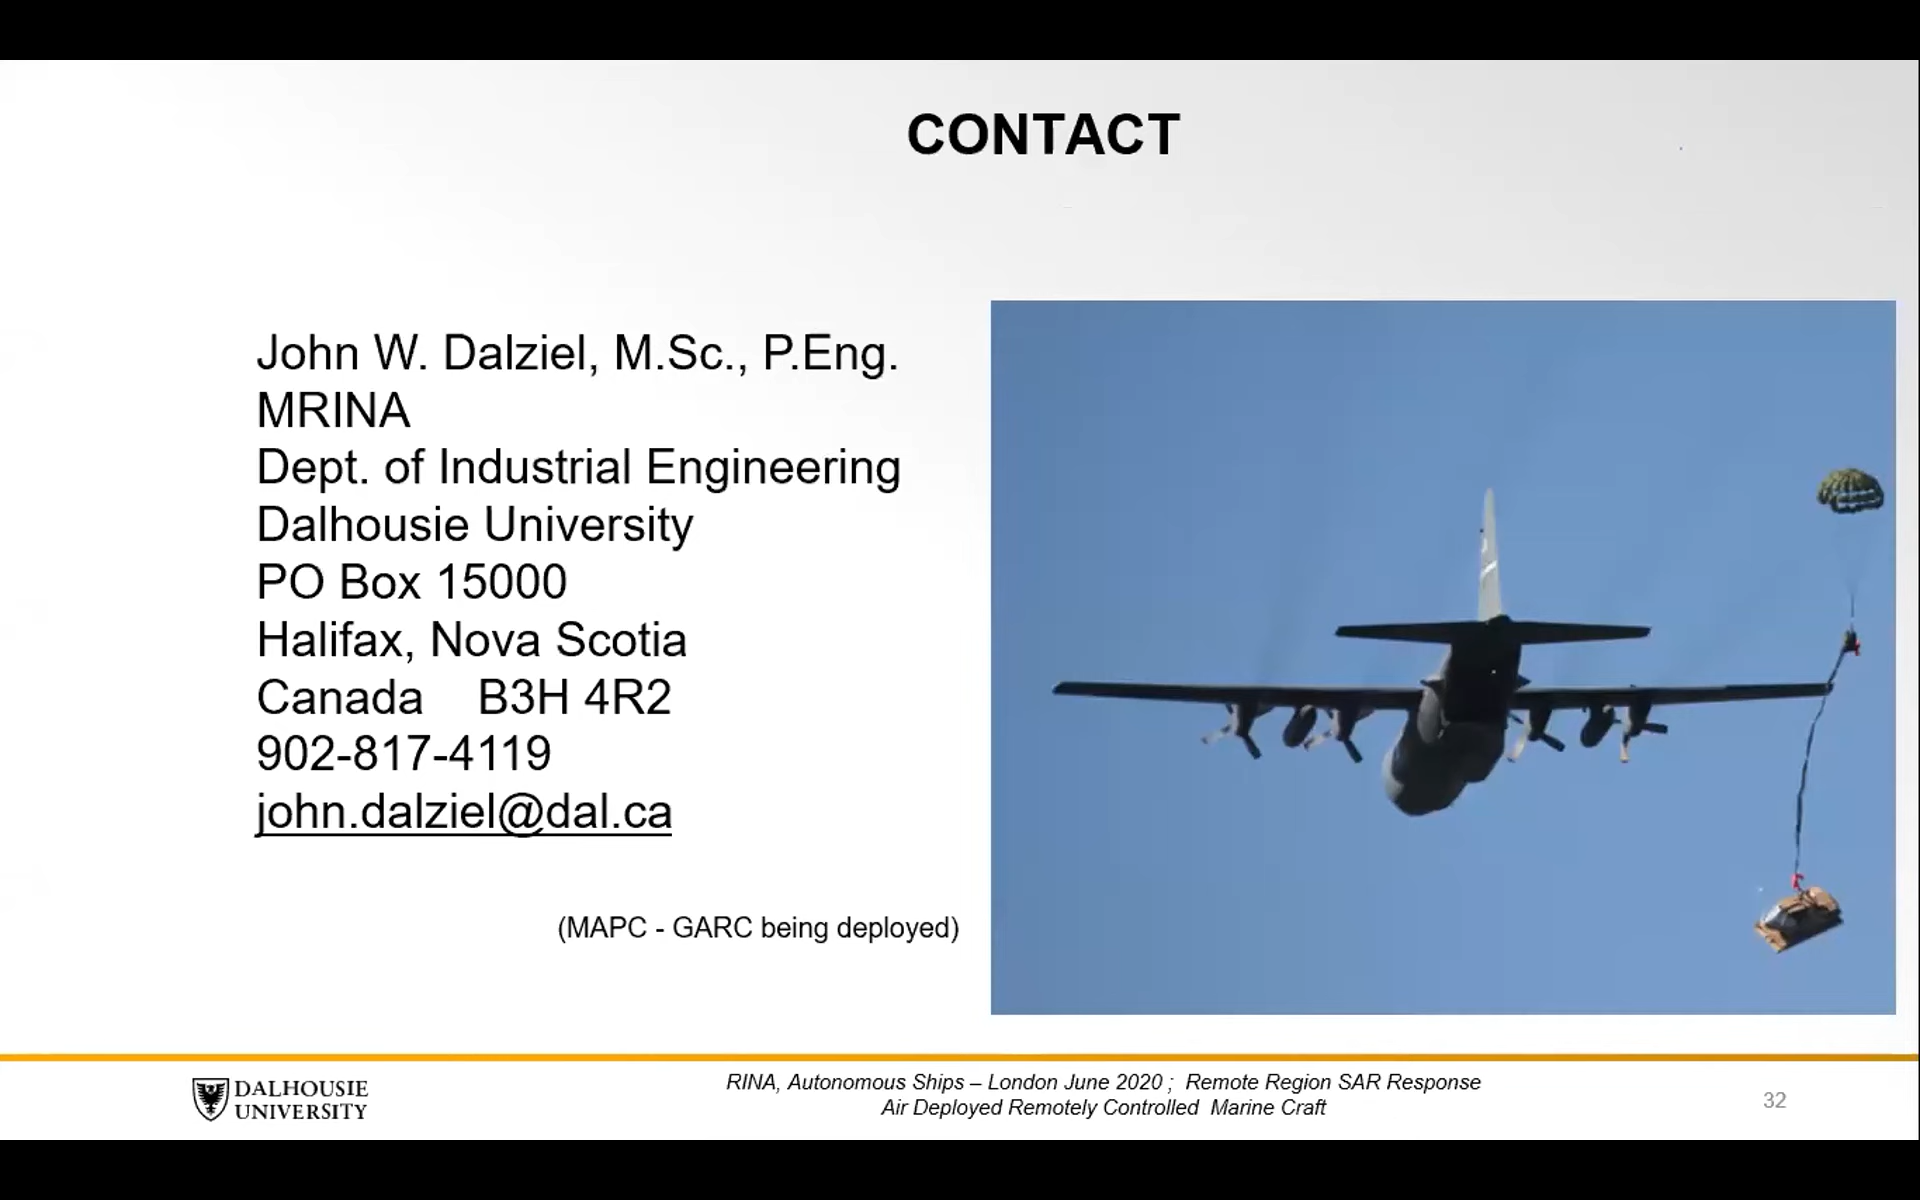 CONTACT
John W. Dalziel, M.Sc., P.Eng.
MRINA
Dept. of Industrial Engineering
Dalhousie University
PO Box 15000
Halifax, Nova Scotia
Canada    B3H 4R2
902-817-4119
john.dalziel@dal.ca
(MAPC - GARC being deployed)
DALHOUSIE
UNIVERSITY
RINA, Autonomous Ships – London June 2020 ;  Remote Region SAR Response
Air Deployed Remotely Controlled  Marine Craft
32